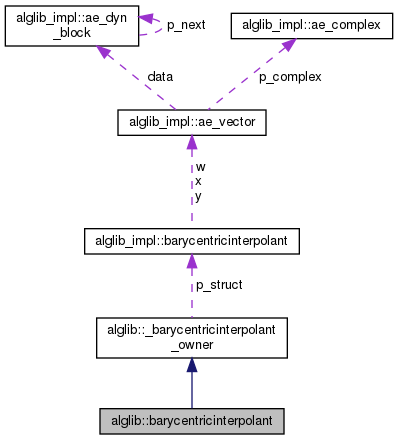 alglib_impl::ae_dyn
_block
p_next
alglib_impl::ae_complex
data
p_complex
alglib_impl::ae_vector
w
x
y
alglib_impl::barycentricinterpolant
p_struct
alglib::_barycentricinterpolant
_owner
alglib::barycentricinterpolant